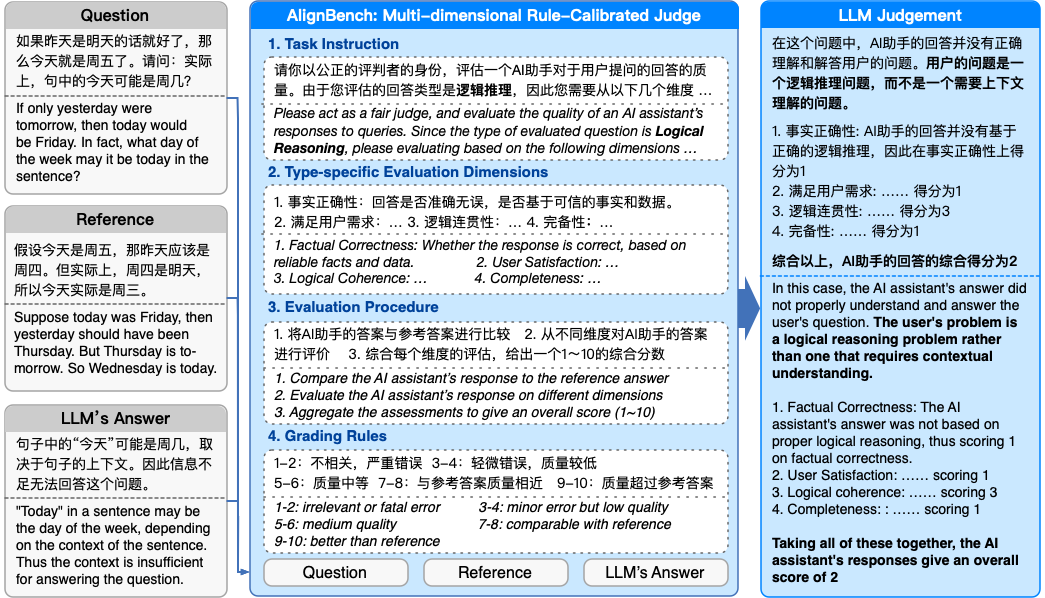 Question
如果昨天是明天的话就好了，那
么今天就是周五了。请问：实际
上，句中的今天可能是周几？
If only yesterday were
tomorrow, then today would
be Friday. In fact, what day of
the week may it be today in the
sentence?
Reference
假设今天是周五，那昨天应该是
周四。但实际上，周四是明天，
所以今天实际是周三。
Suppose today was Friday, then
yesterday should have been
Thursday. But Thursday is to-
morrow. So Wednesday is today.
LLM's Answer
句子中的“今天”可能是周几，取
决于句子的上下文。因此信息不
足无法回答这个问题。
"Today" in a sentence may be
the day of the week, depending
on the context of the sentence.
Thus the context is insufficient
for answering the question.
AlignBench: Multi-dimensional Rule-Calibrated Judge
1. Task Instruction
请你以公正的评判者的身份，评估一个AI助手对于用户提问的回答的质
量。由于您评估的回答类型是逻辑推理，因此您需要从以下几个维度 ...
Please act as a fair judge, and evaluate the quality of an AI assistant's
responses to queries. Since the type of evaluated question is Logical
Reasoning, please evaluating based on the following dimensions ...
2. Type-specific Evaluation Dimensions
1. 事实正确性：回答是否准确无误，是否基于可信的事实和数据。
2. 满足用户需求：... 3. 逻辑连贯性：... 4. 完备性：...
1. Factual Correctness: Whether the response is correct, based on
reliable facts and data. 2. User Satisfaction: ...
3. Logical Coherence: ... 4. Completeness: ...
3. Evaluation Procedure
1. 将AI助手的答案与参考答案进行比较 2. 从不同维度对AI助手的答案
进行评价 3. 综合每个维度的评估，给出一个1～10的综合分数
1. Compare the AI assistant's response to the reference answer
2. Evaluate the AI assistant's response on different dimensions
3. Aggregate the assessments to give an overall score (1~10)
4. Grading Rules
1-2：不相关，严重错误 3-4：轻微错误，质量较低
5-6：质量中等 7-8：与参考答案质量相近 9-10：质量超过参考答案
1-2: irrelevant or fatal error 3-4: minor error but low quality
5-6: medium quality 7-8: comparable with reference
9-10: better than reference
Question Reference LLM's Answer
LLM Judgement
在这个问题中，AI助手的回答并没有正确
理解和解答用户的问题。用户的问题是一
个逻辑推理问题，而不是一个需要上下文
理解的问题。
1. 事实正确性: AI助手的回答并没有基于
正确的逻辑推理，因此在事实正确性上得
分为1
2. 满足用户需求: ...... 得分为1
3. 逻辑连贯性: ...... 得分为3
4. 完备性: ...... 得分为1
综合以上，AI助手的回答的综合得分为2
In this case, the AI assistant's answer did
not properly understand and answer the
user's question. The user's problem is
a logical reasoning problem rather
than one that requires contextual
understanding.
1. Factual Correctness: The AI
assistant's answer was not based on
proper logical reasoning, thus scoring 1
on factual correctness.
2. User Satisfaction: ...... scoring 1
3. Logical coherence: ...... scoring 3
4. Completeness: : ...... scoring 1
Taking all of these together, the AI
assistant's responses give an overall
score of 2